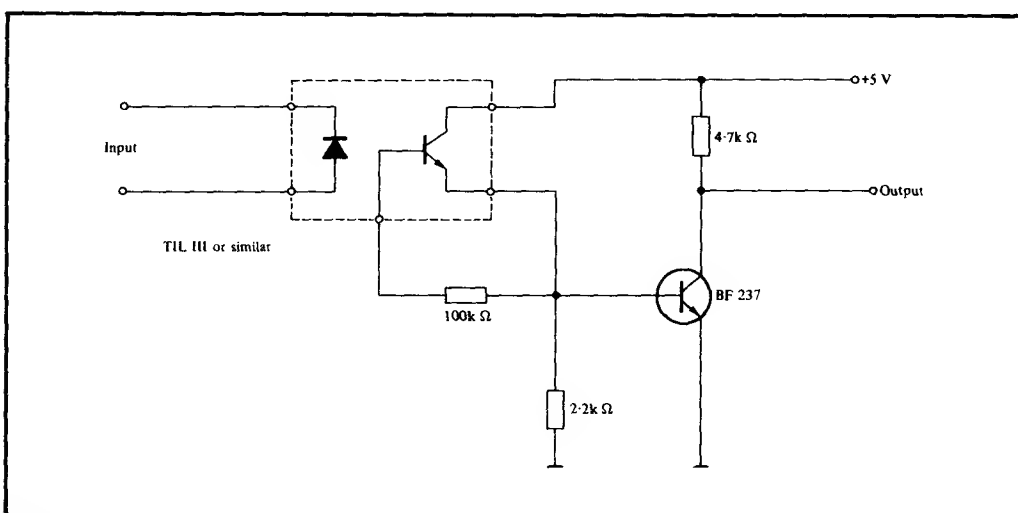 +5 V
4·7k Ω
Input
Output
TIL III or similar
BF 237
100k Ω
2·2k Ω